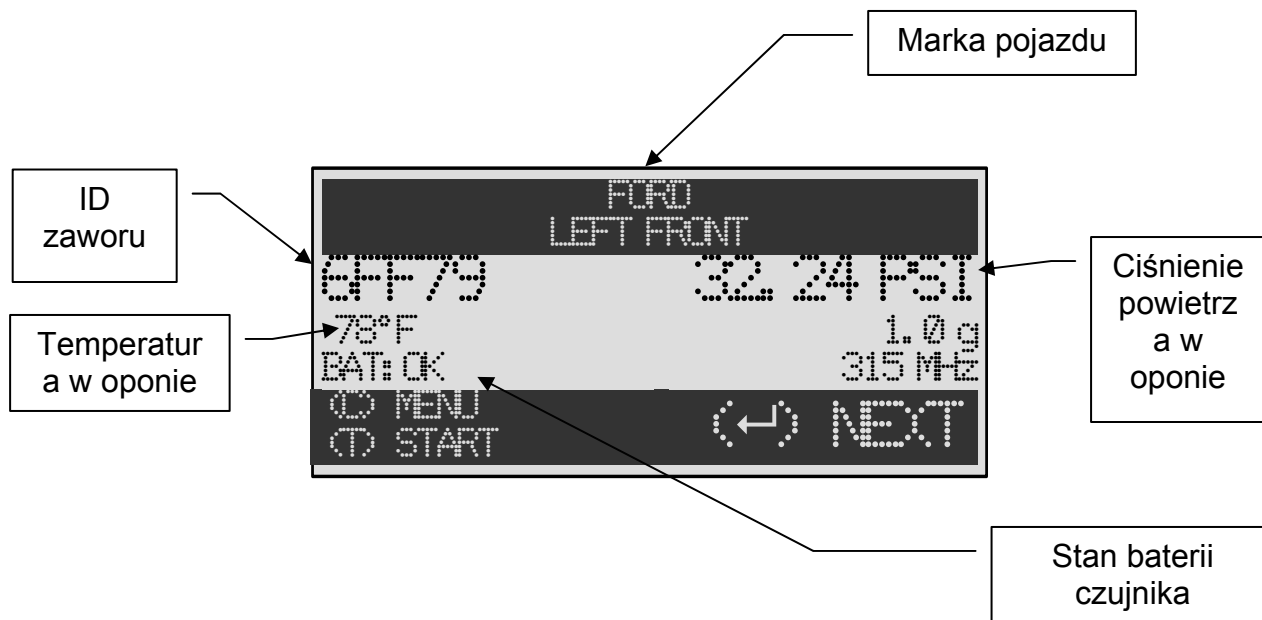 Marka pojazdu
ID
zaworu
FORD
LEFT FRONT
6FF79 32.24 PSI
78°F 1.0 g
BAT: OK 315 MHz
(C) MENU
(T) START
(↵) NEXT
Temperatur
a w oponie
Ciśnienie
powietrz
a w
oponie
Stan baterii
czujnika